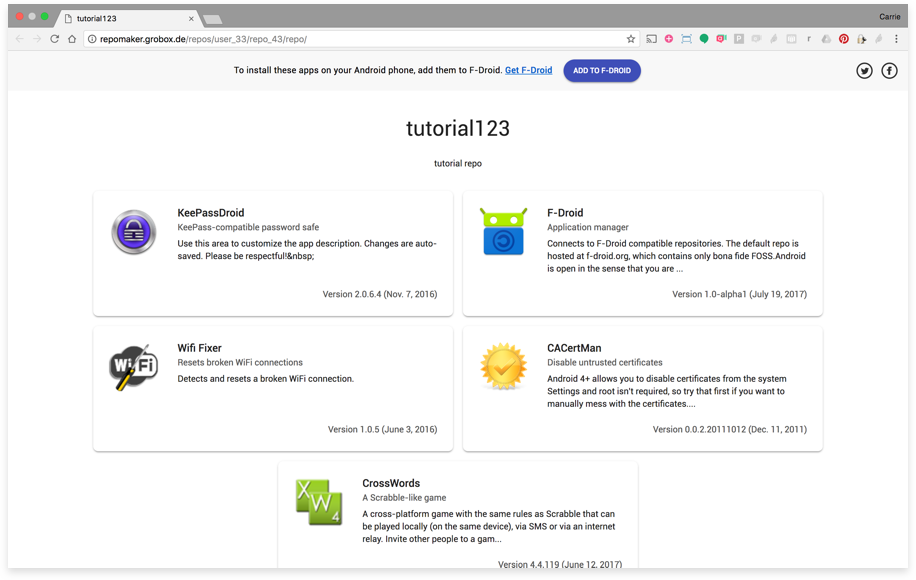 tutorial123
Carrie
repomaker.grobox.de/repos/user_33/repo_43/repo/
To install these apps on your Android phone, add them to F-Droid. Get F-Droid
ADD TO F-DROID
tutorial123
tutorial repo
KeePassDroid
KeePass-compatible password safe
Use this area to customize the app description. Changes are auto-
saved. Please be respectful!&nbsp;
Version 2.0.6.4 (Nov. 7, 2016)
F-Droid
Application manager
Connects to F-Droid compatible repositories. The default repo is
hosted at f-droid.org, which contains only bona fide FOSS.Android
is open in the sense that you are ...
Version 1.0-alpha1 (July 19, 2017)
Wi Fi
Wifi Fixer
Resets broken WiFi connections
Detects and resets a broken WiFi connection.
Version 1.0.5 (June 3, 2016)
CACertMan
Disable untrusted certificates
Android 4+ allows you to disable certificates from the system
Settings and root isn't required, so try that first if you want to
manually mess with the certificates....
Version 0.0.2.20111012 (Dec. 11, 2011)
X
W
4
CrossWords
A Scrabble-like game
A cross-platform game with the same rules as Scrabble that can
be played locally (on the same device), via SMS or via an internet
relay. Invite other people to a gam...
Version 4.4.119 (June 12, 2017)